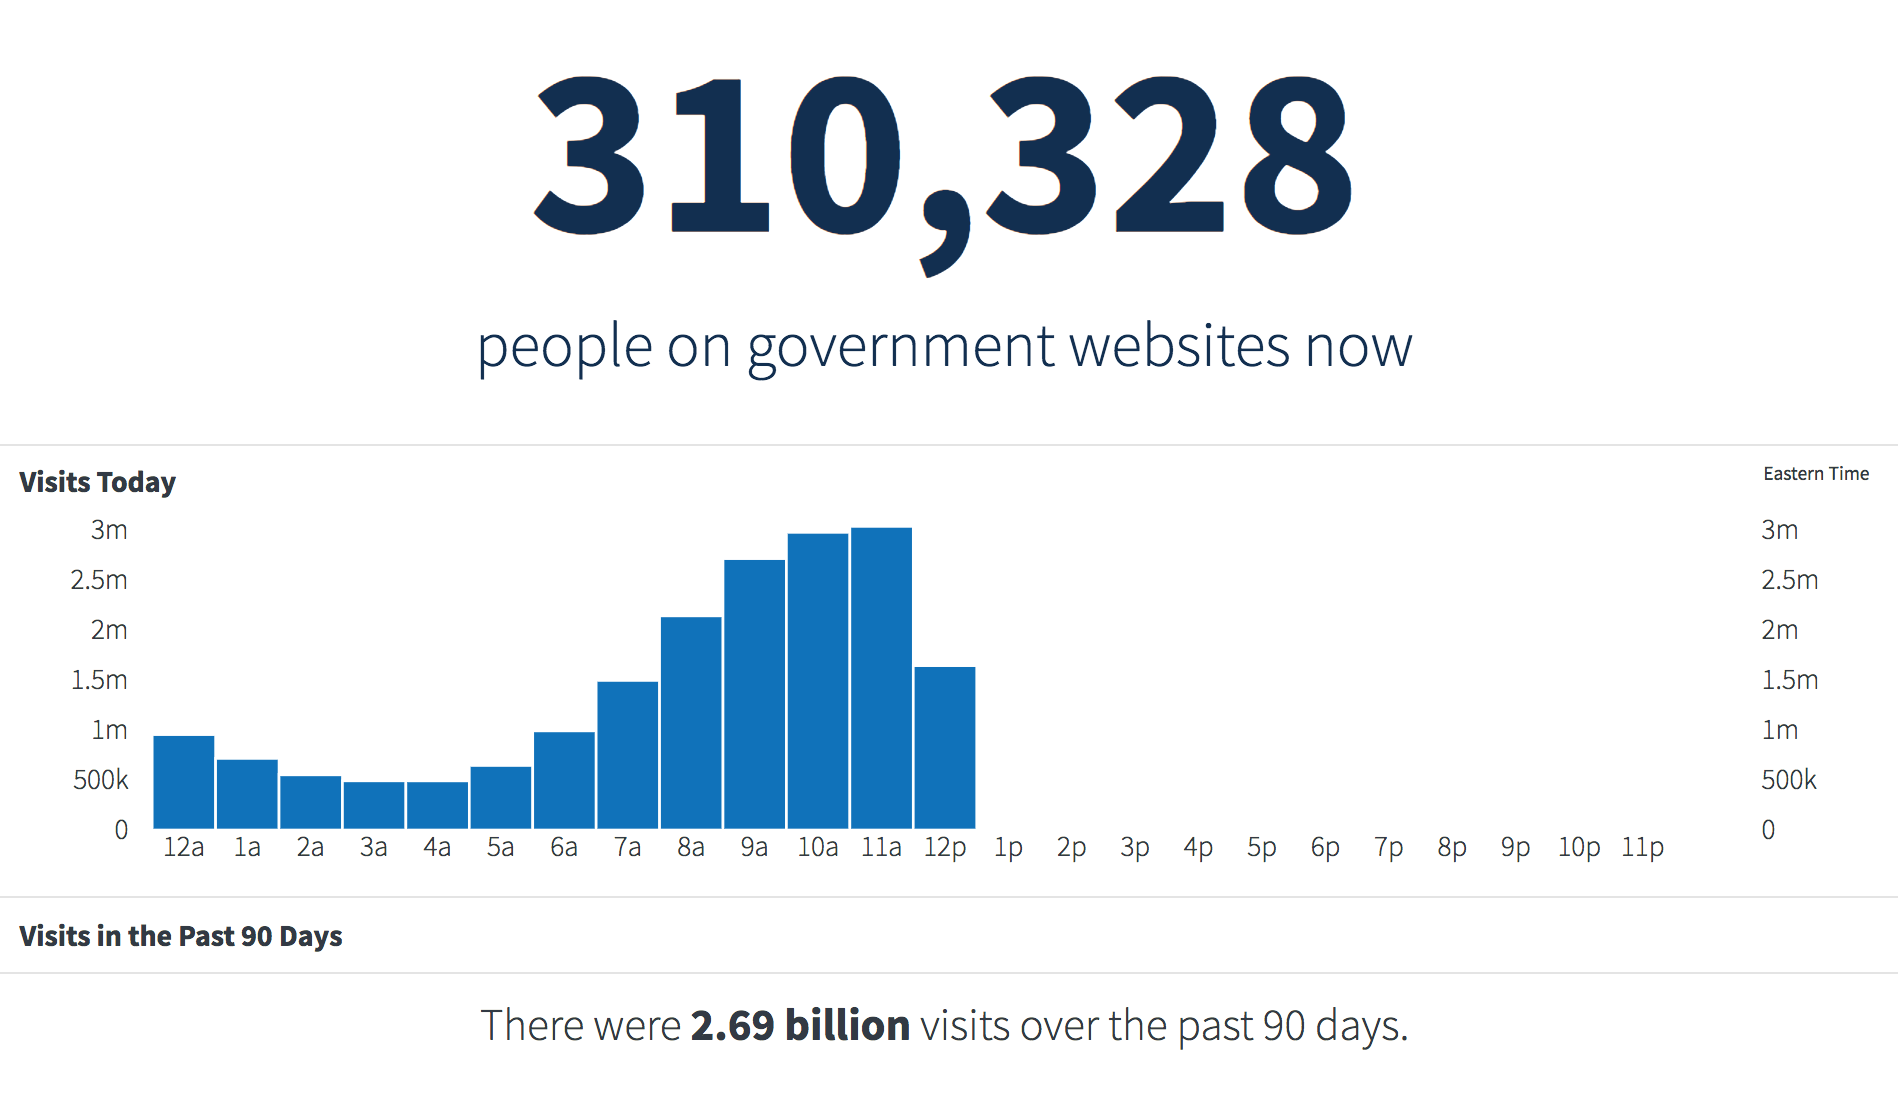 310,328
people on government websites now
Visits Today
Eastern Time
3m 3m
2.5m 2.5m
2m 2m
1.5m 1.5m
1m 1m
500k 500k
0 0
12a 1a 2a 3a 4a 5a 6a 7a 8a 9a 10a 11a 12p 1p 2p 3p 4p 5p 6p 7p 8p 9p 10p 11p
Visits in the Past 90 Days
There were 2.69 billion visits over the past 90 days.